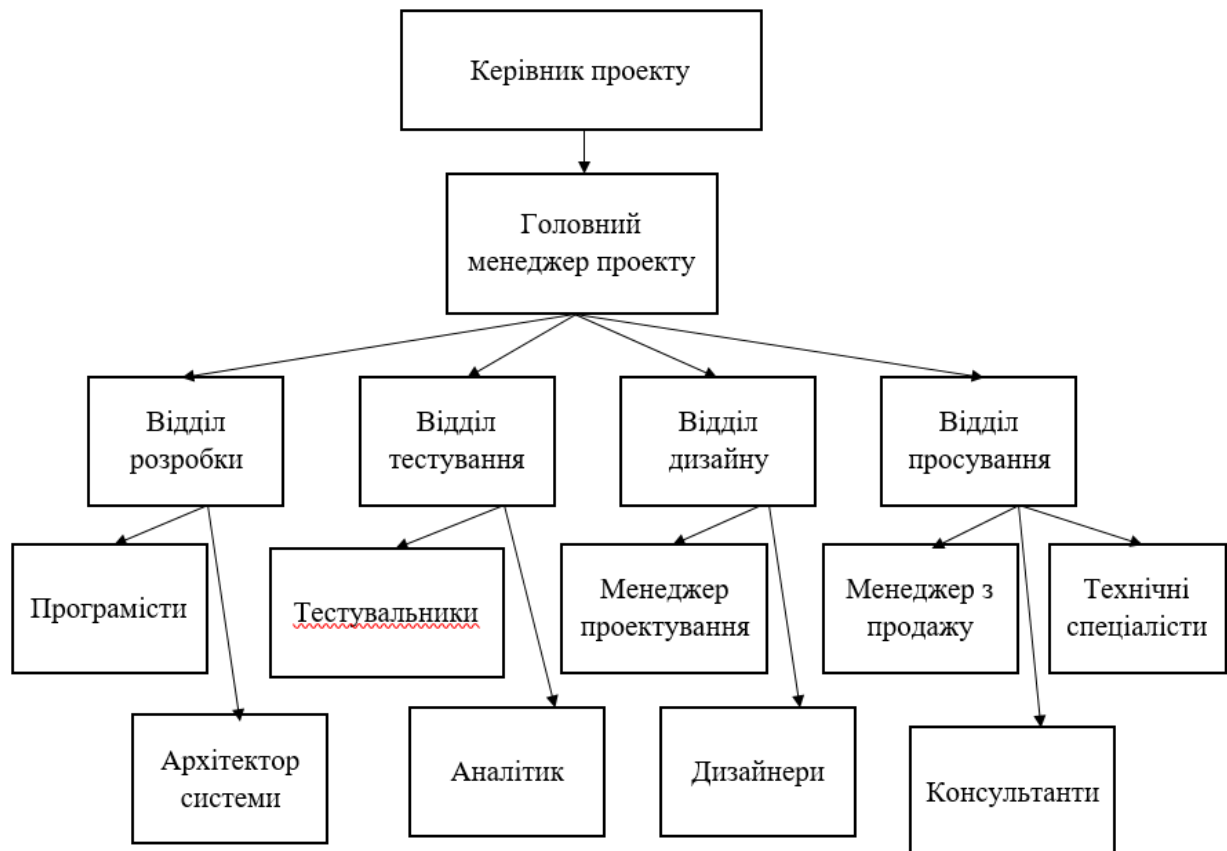 Керівник проекту
Головний
менеджер проекту
Відділ
розробки
Відділ
тестування
Відділ
дизайну
Відділ
просування
Програмісти
Тестувальники
Менеджер
проектування
Менеджер з
продажу
Технічні
спеціалісти
Архітектор
системи
Аналітик
Дизайнери
Консультанти